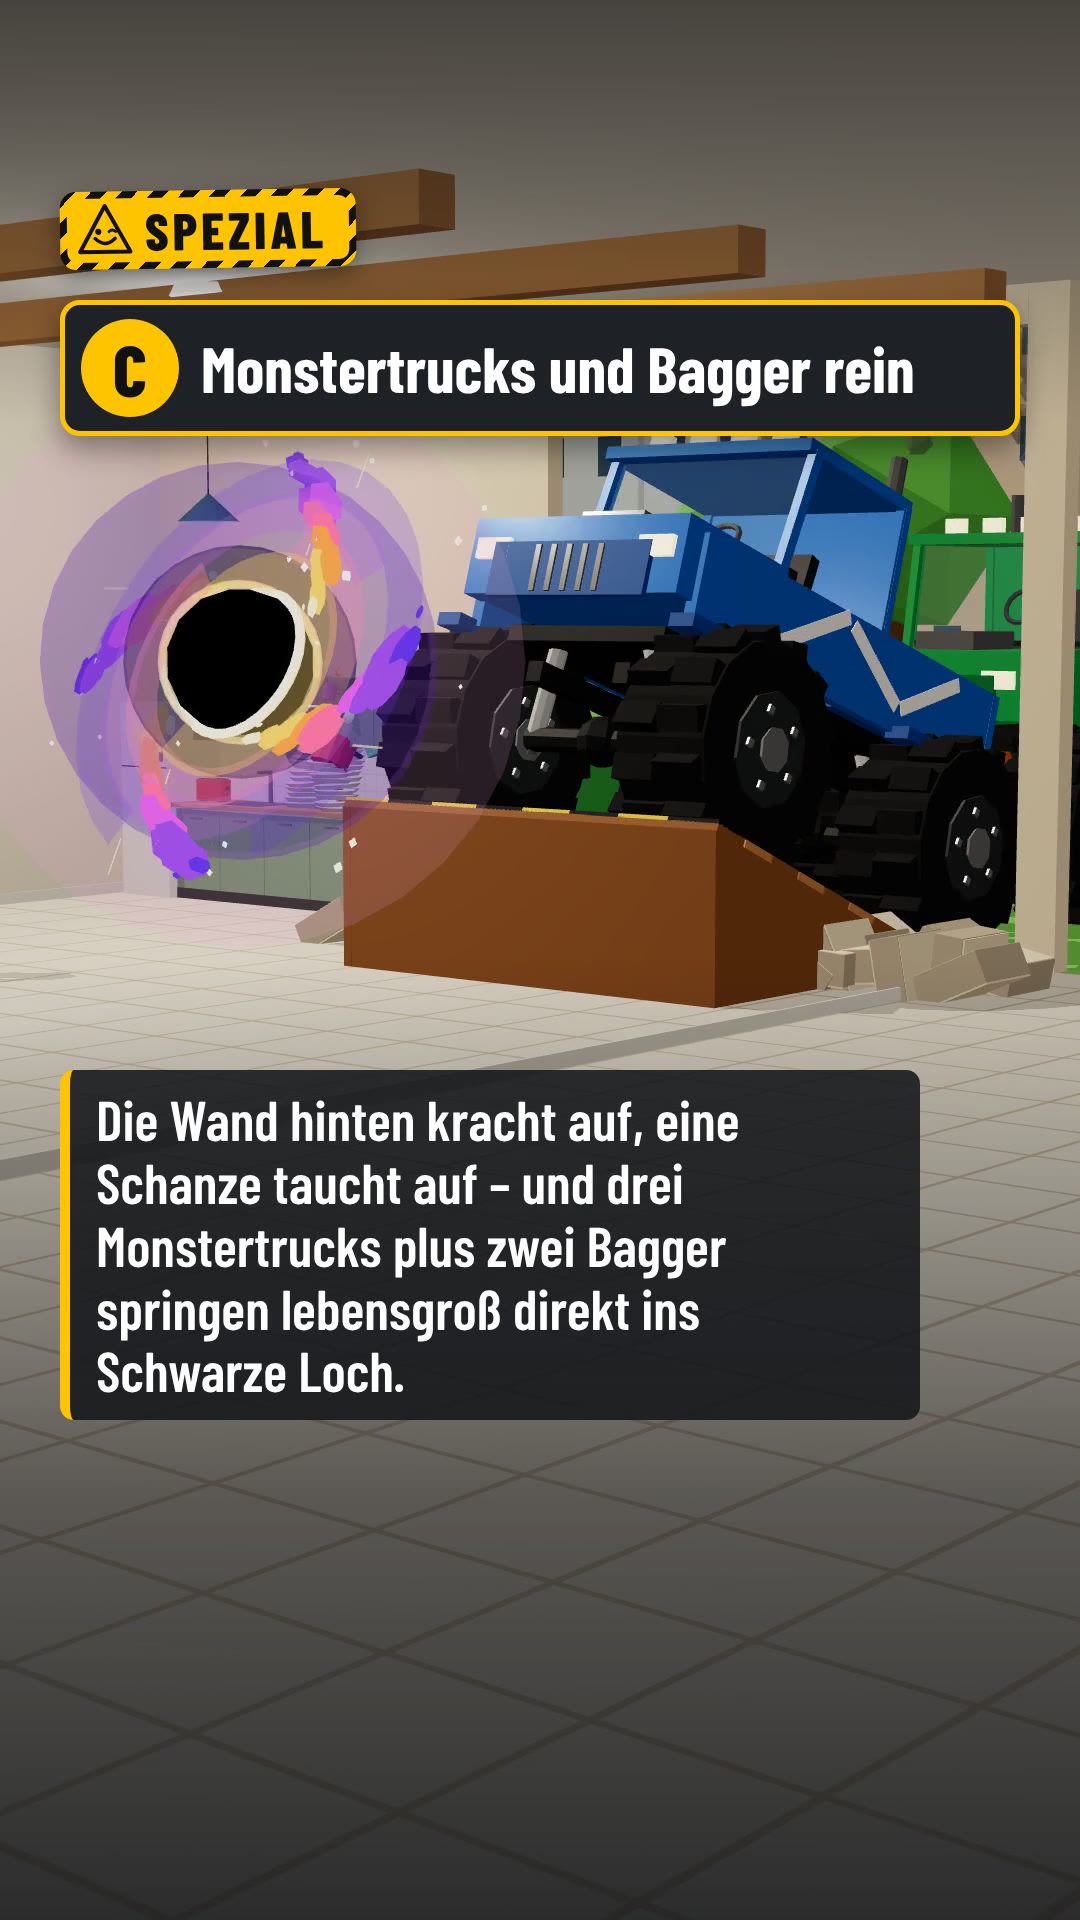 SPEZIAL
C Monstertrucks und Bagger rein
Die Wand hinten kracht auf, eine
Schanze taucht auf – und drei
Monstertrucks plus zwei Bagger
springen lebensgroß direkt ins
Schwarze Loch.